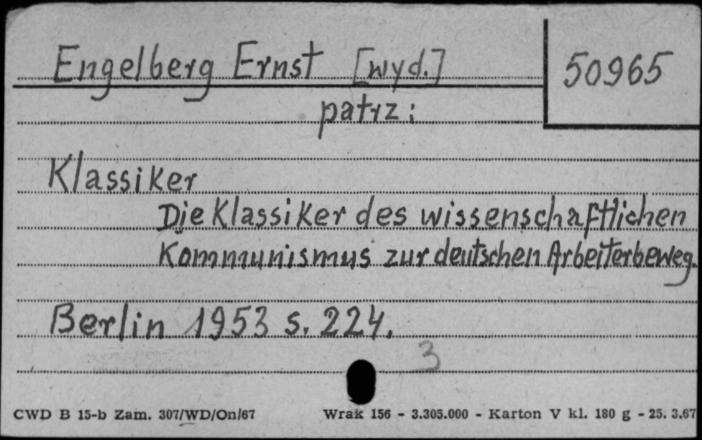 Engelberg Ernst [wyd.]
50965
patrz:
Klassiker
Die Klassiker des wissenschaftlichen
Kommunismus zur deutschen Arbeiterbeweg.
Berlin 1953 s. 224.
3
CWD B 15-b Zam. 307/WD/On/67 Wrak 156 - 3.305.000 - Karton V kl. 180 g - 25. 3.67